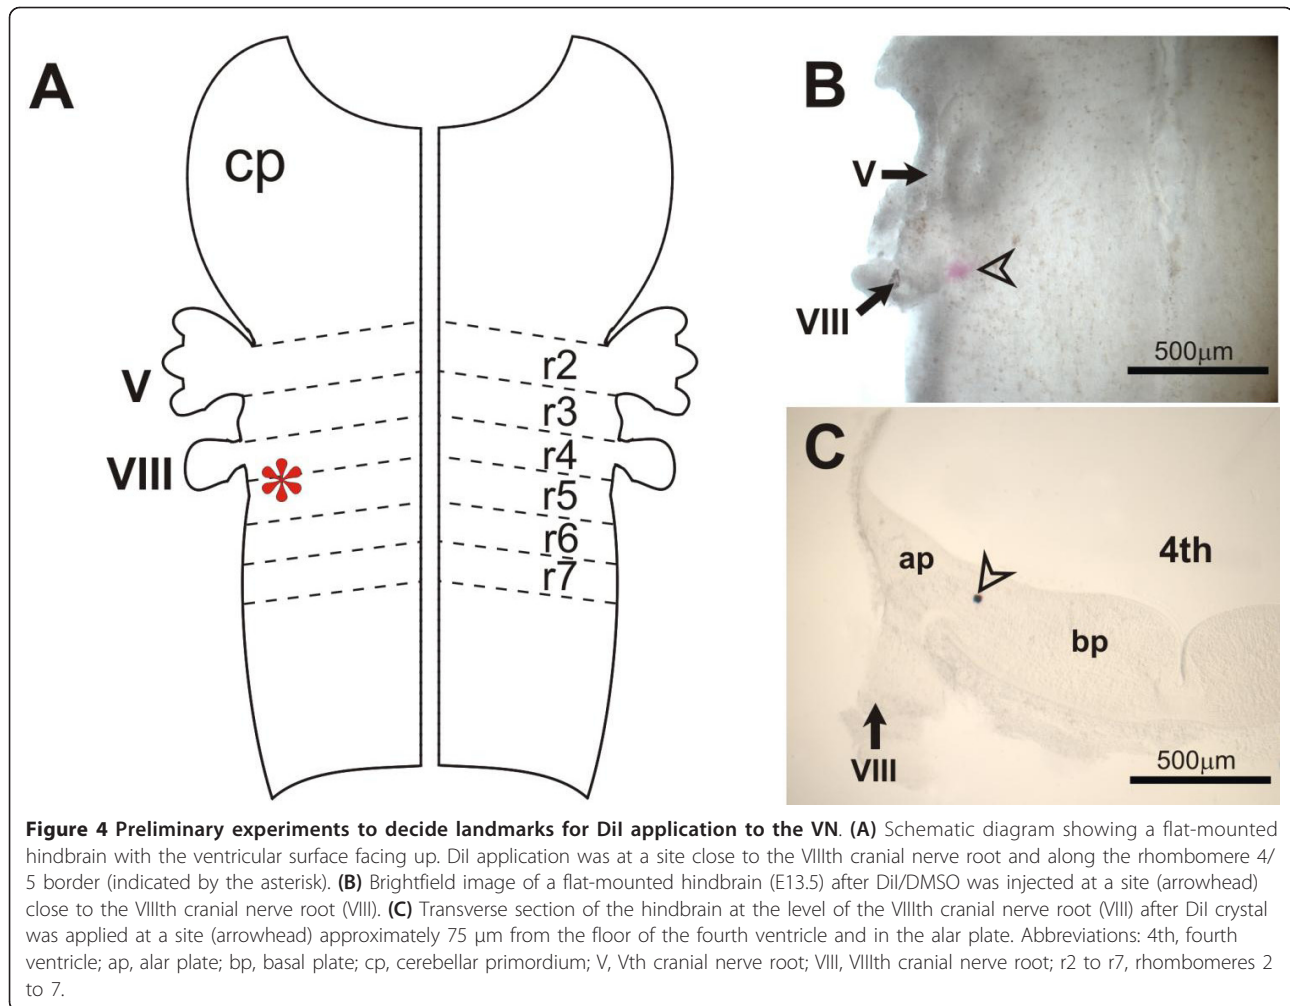 A
cp
V
VIII
r2
r3
r4
r5
r6
r7
B
V
VIII
500μm
C
ap
4th
bp
VIII
500μm
Figure 4 Preliminary experiments to decide landmarks for DiI application to the VN. (A) Schematic diagram showing a flat-mounted
hindbrain with the ventricular surface facing up. DiI application was at a site close to the VIIIth cranial nerve root and along the rhombomere 4/
5 border (indicated by the asterisk). (B) Brightfield image of a flat-mounted hindbrain (E13.5) after DiI/DMSO was injected at a site (arrowhead)
close to the VIIIth cranial nerve root (VIII). (C) Transverse section of the hindbrain at the level of the VIIIth cranial nerve root (VIII) after DiI crystal
was applied at a site (arrowhead) approximately 75 μm from the floor of the fourth ventricle and in the alar plate. Abbreviations: 4th, fourth
ventricle; ap, alar plate; bp, basal plate; cp, cerebellar primordium; V, Vth cranial nerve root; VIII, VIIIth cranial nerve root; r2 to r7, rhombomeres 2
to 7.